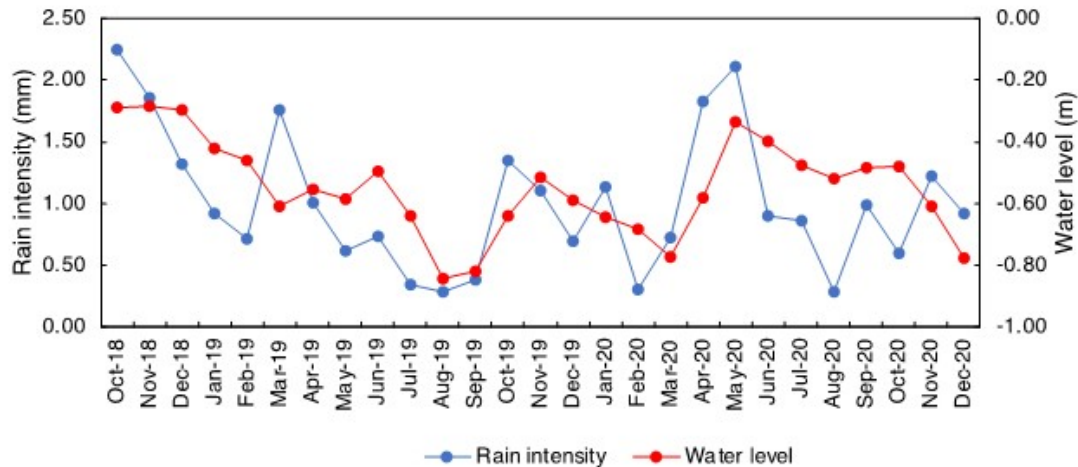 Rain intensity (mm)
2.50
2.00
1.50
1.00
0.50
0.00
0.00
-0.20
-0.40
-0.60
-0.80
-1.00
Water level (m)
Oct-18
Nov-18
Dec-18
Jan-19
Feb-19
Mar-19
Apr-19
May-19
Jun-19
Jul-19
Aug-19
Sep-19
Oct-19
Nov-19
Dec-19
Jan-20
Feb-20
Mar-20
Apr-20
May-20
Jun-20
Jul-20
Aug-20
Sep-20
Oct-20
Nov-20
Dec-20
Rain intensity
Water level